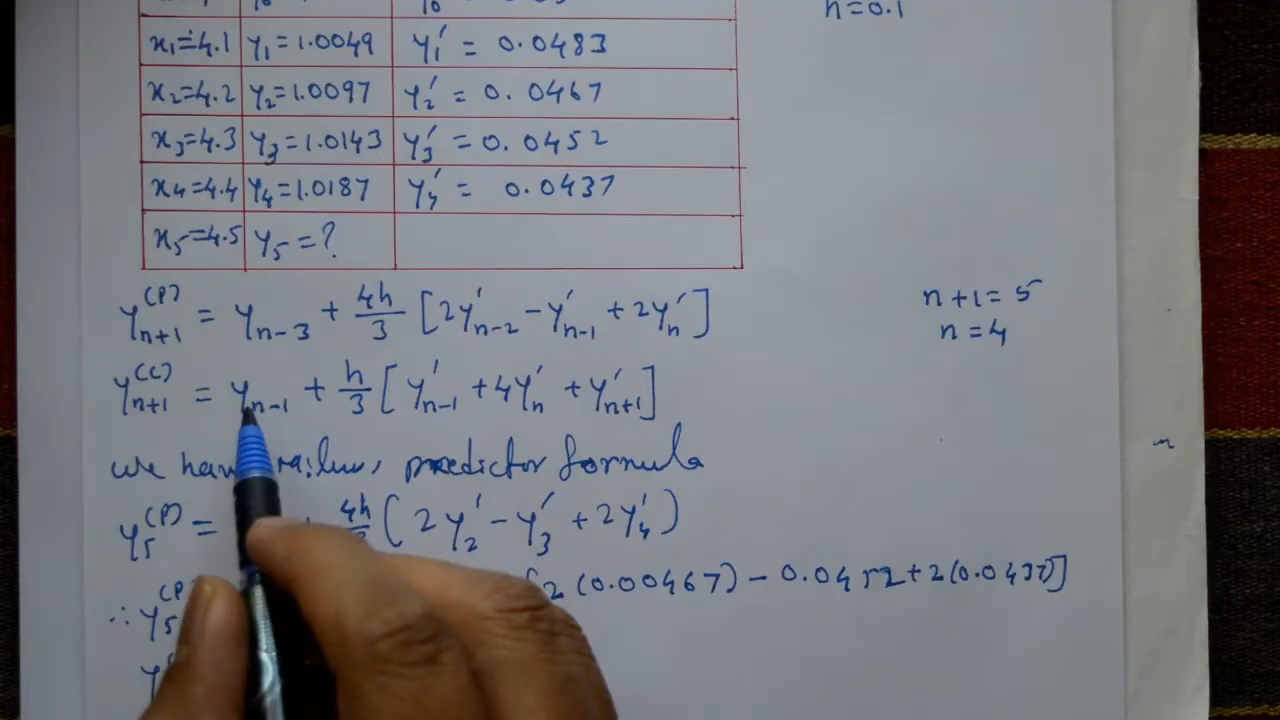 h=0.1
x₁=4.1 y₁=1.0049 y₁′ = 0.0483
x₂=4.2 y₂=1.0097 y₂′ = 0.0467
x₃=4.3 y₃=1.0143 y₃′ = 0.0452
x₄=4.4 y₄=1.0187 y₄′ = 0.0437
x₅=4.5 y₅=?
yₙ₊₁⁽ᴾ⁾ = yₙ₋₃ + 4h/3 [2y′ₙ₋₂ - y′ₙ₋₁ + 2y′ₙ]
n+1=5
yₙ₊₁⁽ᶜ⁾ = yₙ₋₁ + h/3 [y′ₙ₋₁ + 4y′ₙ + y′ₙ₊₁]
n=4
we predictor formula
y₅⁽ᴾ⁾ = 4h (2y₂′ - y₃′ + 2y₄′)
∴ y₅ [2(0.00467) - 0.0452+2(0.0437)]